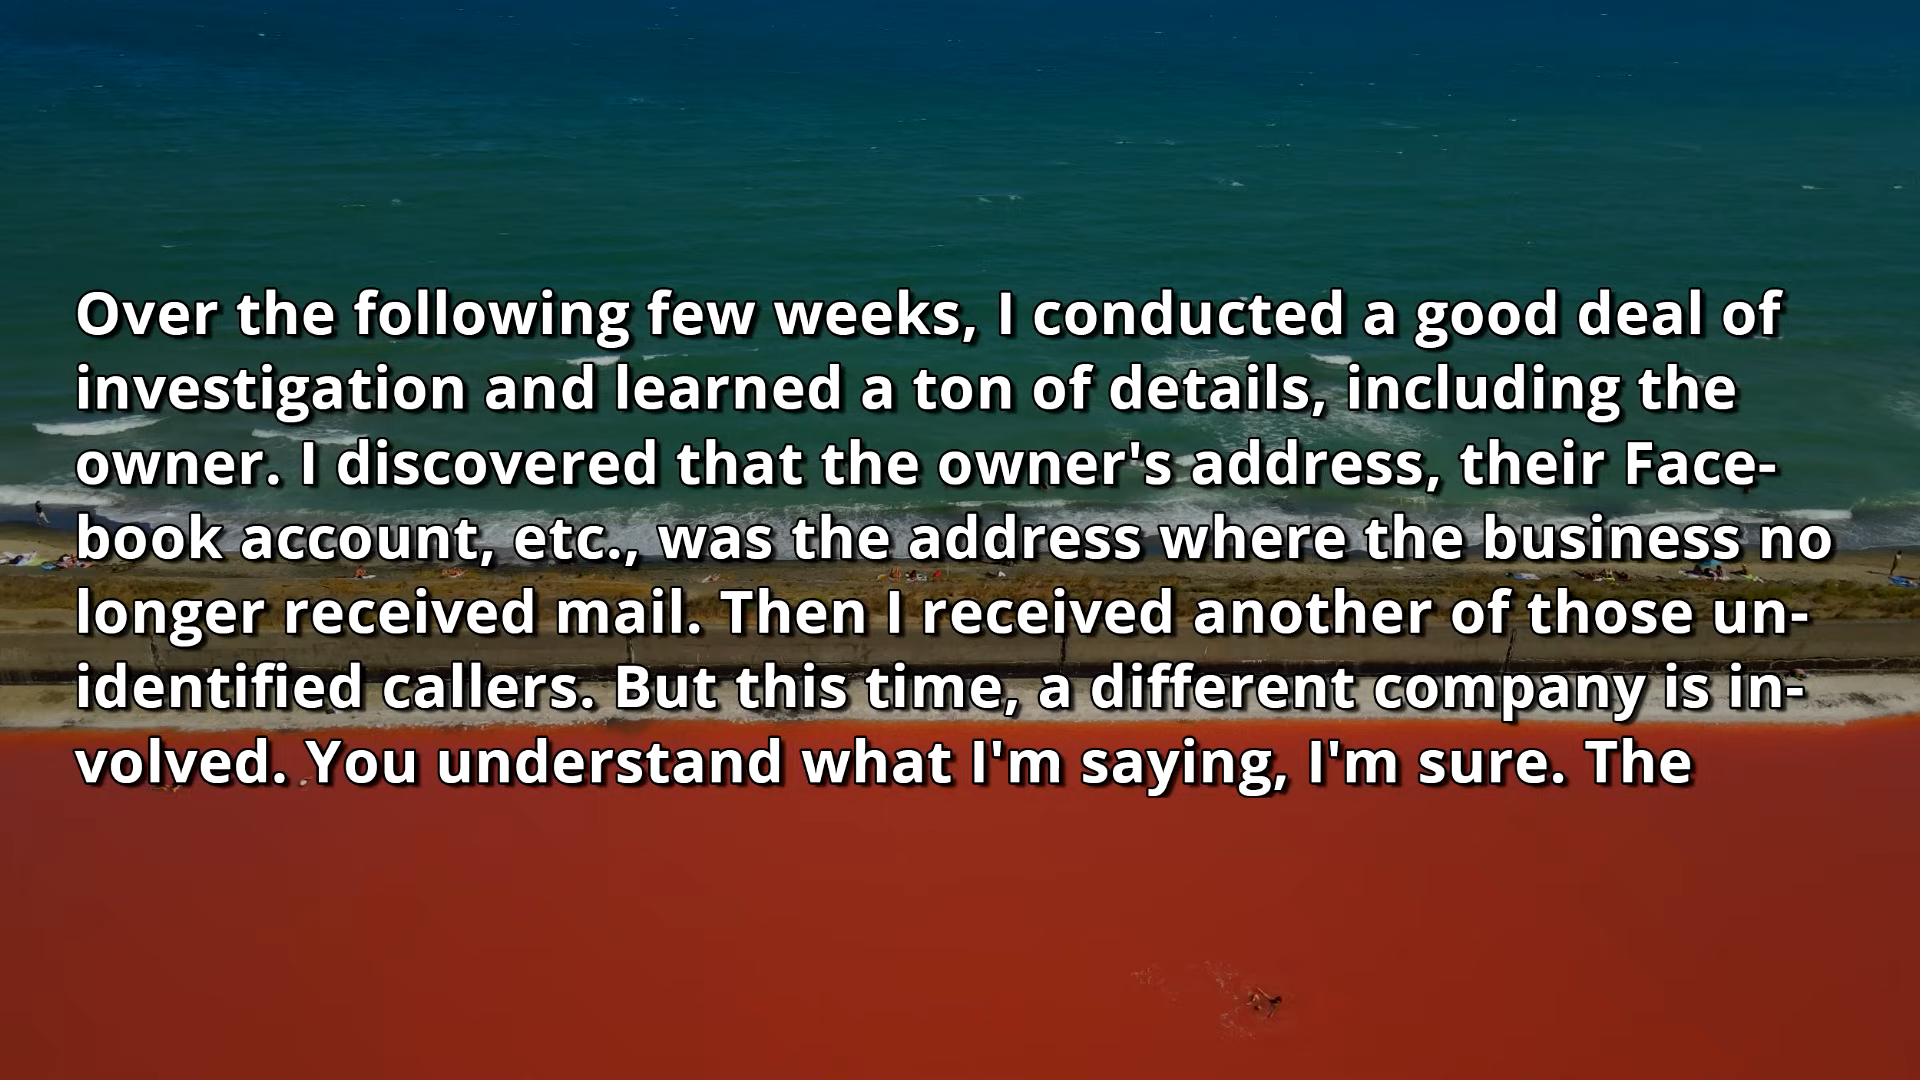 Over the following few weeks, I conducted a good deal of
investigation and learned a ton of details, including the
owner. I discovered that the owner's address, their Face-
book account, etc., was the address where the business no
longer received mail. Then I received another of those un-
identified callers. But this time, a different company is in-
volved. You understand what I'm saying, I'm sure. The